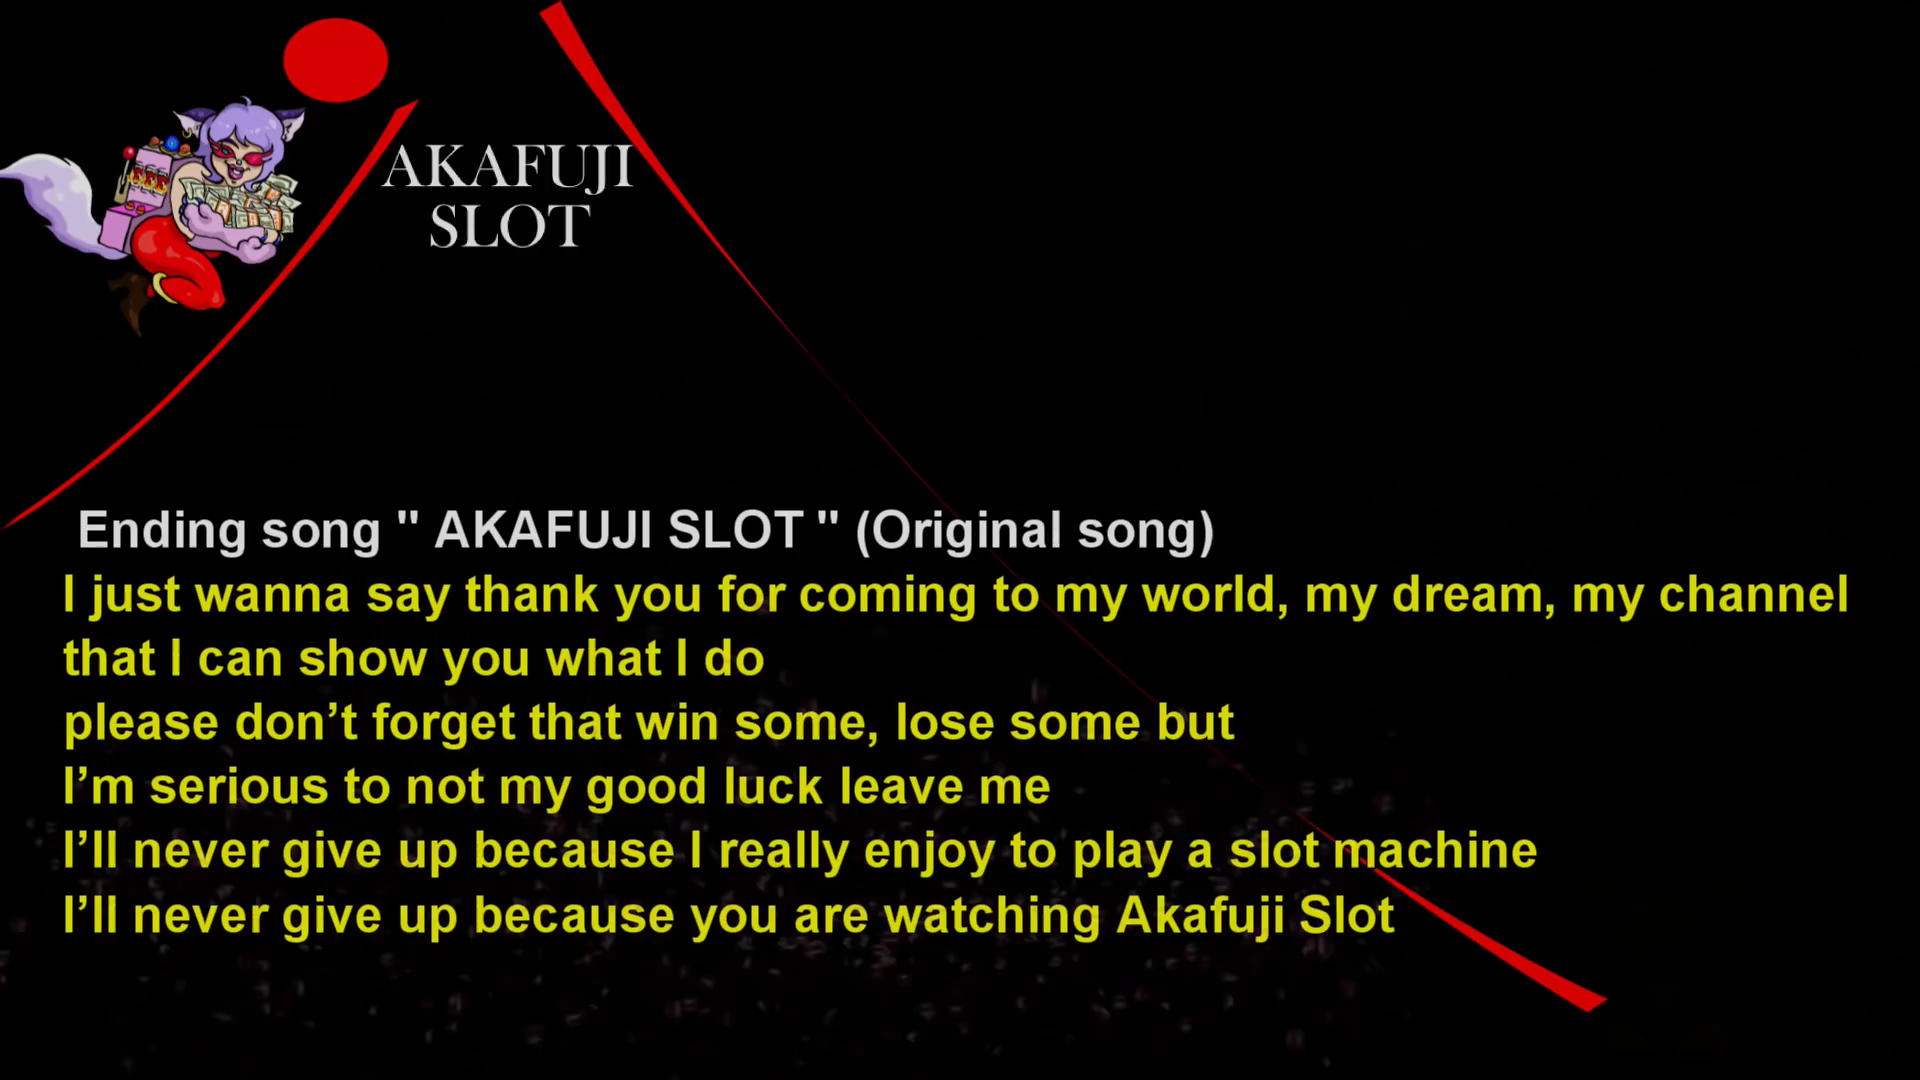 AKAFUJI
SLOT
Ending song " AKAFUJI SLOT " (Original song)
I just wanna say thank you for coming to my world, my dream, my channel
that I can show you what I do
please don’t forget that win some, lose some but
I’m serious to not my good luck leave me
I’ll never give up because I really enjoy to play a slot machine
I’ll never give up because you are watching Akafuji Slot